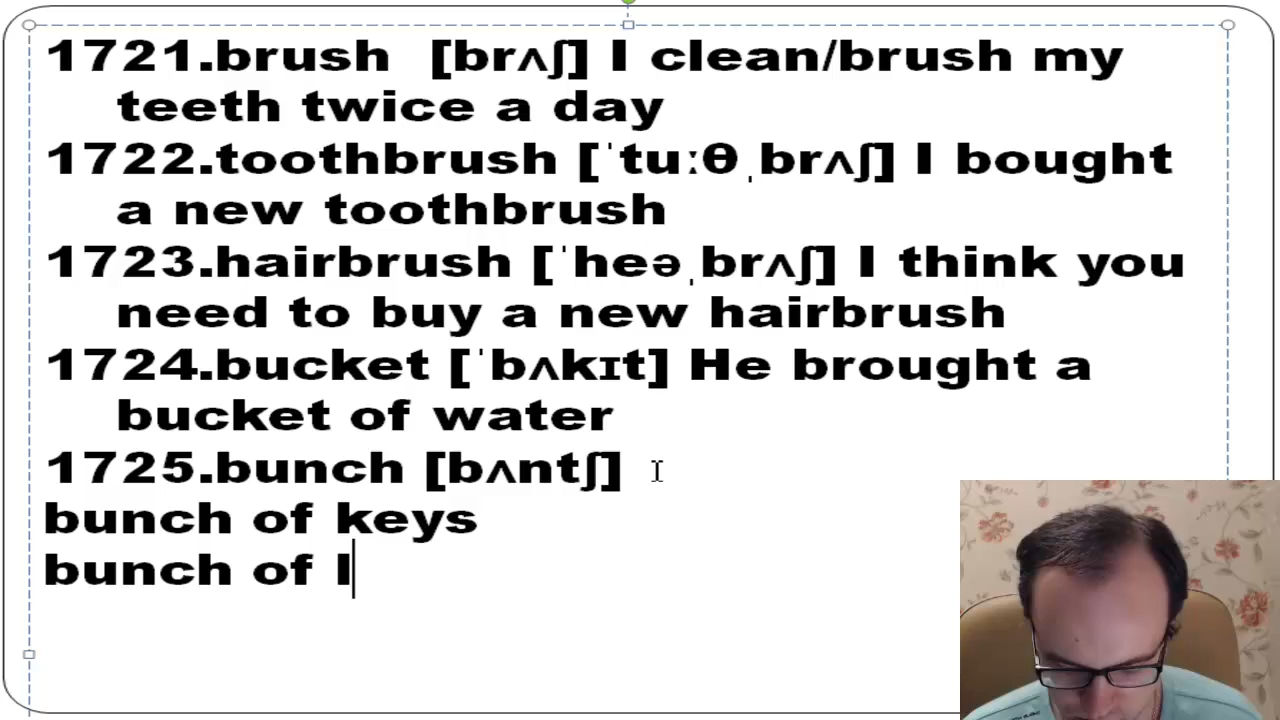 1721.brush [brʌʃ] I clean/brush my
teeth twice a day
1722.toothbrush [ˈtuːθˌbrʌʃ] I bought
a new toothbrush
1723.hairbrush [ˈheəˌbrʌʃ] I think you
need to buy a new hairbrush
1724.bucket [ˈbʌkɪt] He brought a
bucket of water
1725.bunch [bʌntʃ]
bunch of keys
bunch of l